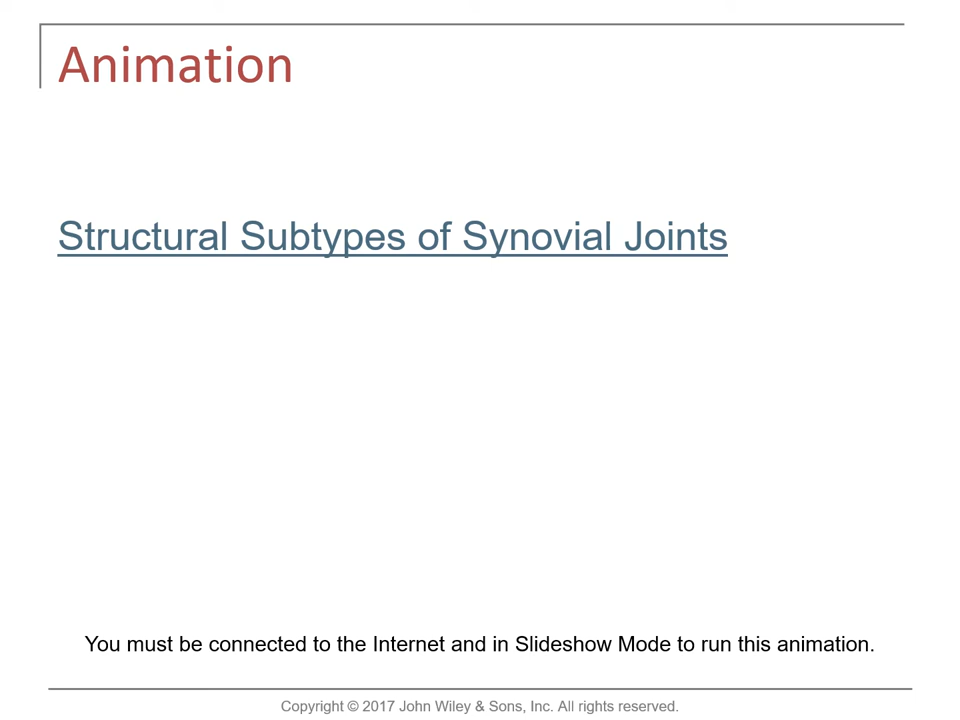 Animation
Structural Subtypes of Synovial Joints
You must be connected to the Internet and in Slideshow Mode to run this animation.
Copyright © 2017 John Wiley & Sons, Inc. All rights reserved.